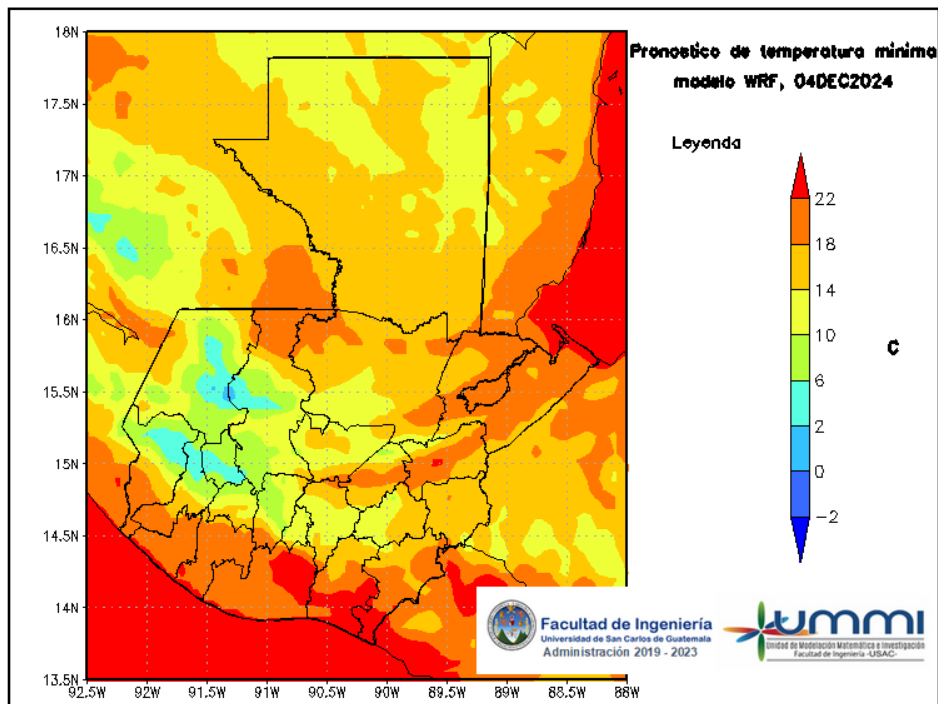 Pronostico de temperatura minima
modelo WRF, 04DEC2024
Leyenda
22
18
14
10
6
2
0
−2
C
18N
17.5N
17N
16.5N
16N
15.5N
15N
14.5N
14N
13.5N
92.5W 92W 91.5W 91W 90.5W 90W 89.5W 89W 88.5W 88W
Facultad de Ingeniería
Universidad de San Carlos de Guatemala
Administración 2019 - 2023
UMMI
Unidad de Modelación Matemática e Investigación
Facultad de Ingeniería -USAC-